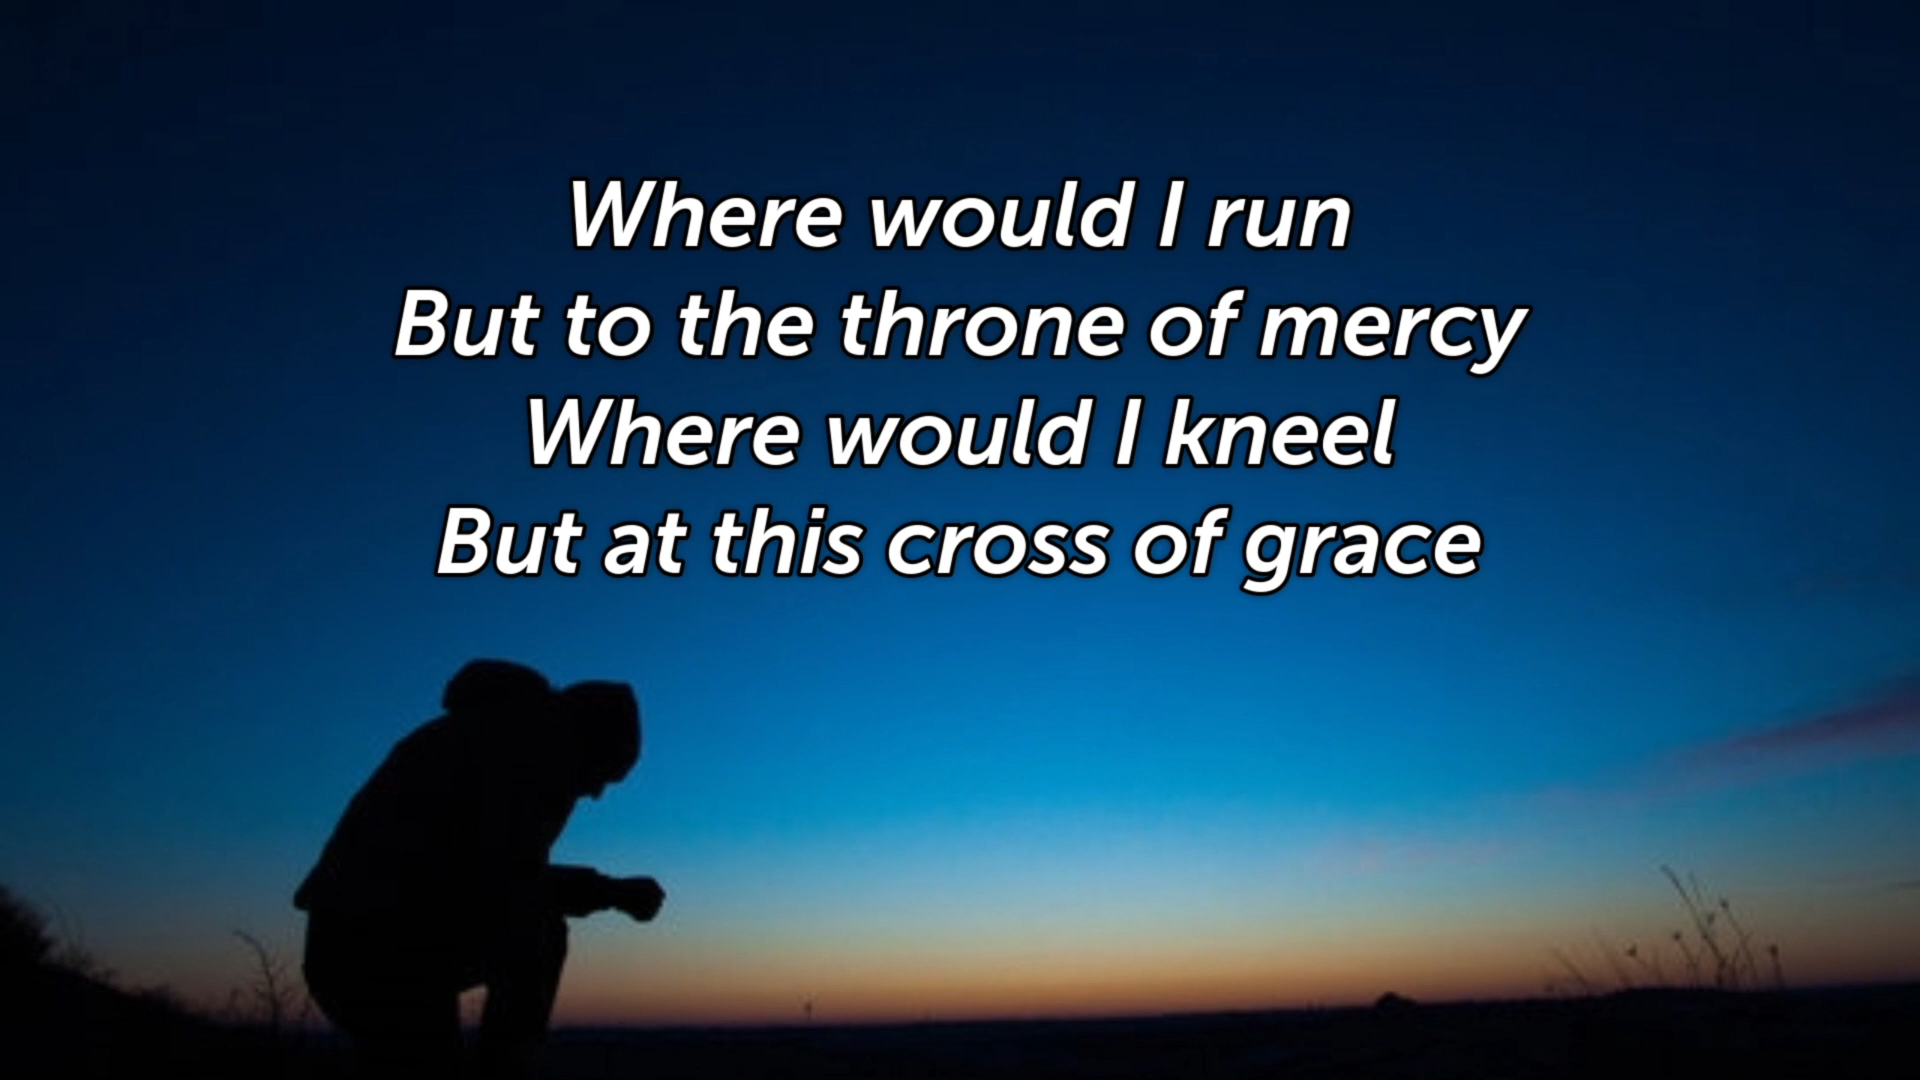 Where would I run
But to the throne of mercy
Where would I kneel
But at this cross of grace